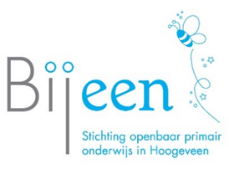 Bijeen
Stichting openbaar primair
onderwijs in Hoogeveen